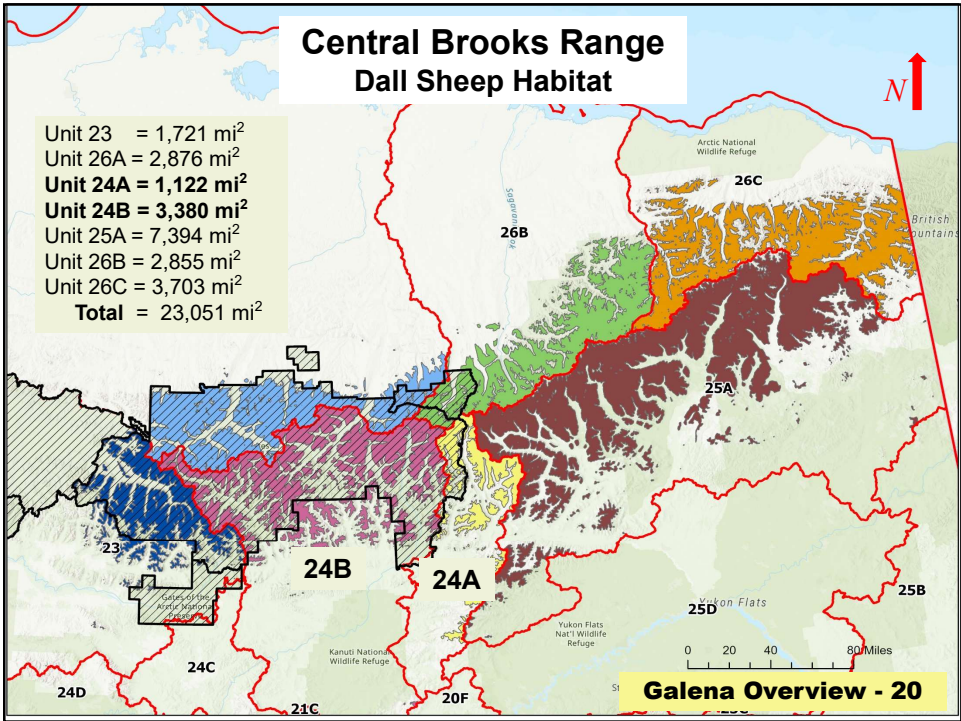 Central Brooks Range
Dall Sheep Habitat
N
Unit 23 = 1,721 mi²
Unit 26A = 2,876 mi²
Unit 24A = 1,122 mi²
Unit 24B = 3,380 mi²
Unit 25A = 7,394 mi²
Unit 26B = 2,855 mi²
Unit 26C = 3,703 mi²
Total = 23,051 mi²
Arctic National
Wildlife Refuge
26C
26B
British
25A
23
24B
24A
Gates of the
Arctic National
24C
24D
21C
Kanuti National
Wildlife Refuge
20F
Yukon Flats
Nat'l Wildlife
Refuge
25D
Yukon Flats
25B
0 20 40 80 Miles
Galena Overview - 20